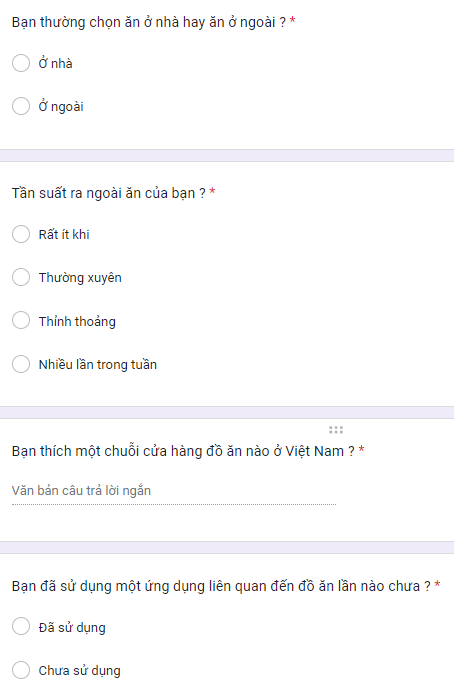 Bạn thường chọn ăn ở nhà hay ăn ở ngoài ? *
Ở nhà
Ở ngoài
Tần suất ra ngoài ăn của bạn ? *
Rất ít khi
Thường xuyên
Thỉnh thoảng
Nhiều lần trong tuần
Bạn thích một chuỗi cửa hàng đồ ăn nào ở Việt Nam ? *
Văn bản câu trả lời ngắn
Bạn đã sử dụng một ứng dụng liên quan đến đồ ăn lần nào chưa ? *
Đã sử dụng
Chưa sử dụng